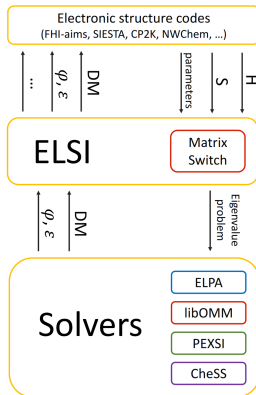 Electronic structure codes
(FHI-aims, SIESTA, CP2K, NWChem, …)
...
φ, ε
DM
parameters
S
H
ELSI
Matrix
Switch
φ, ε
DM
Eigenvalue
problem
Solvers
ELPA
libOMM
PEXSI
CheSS